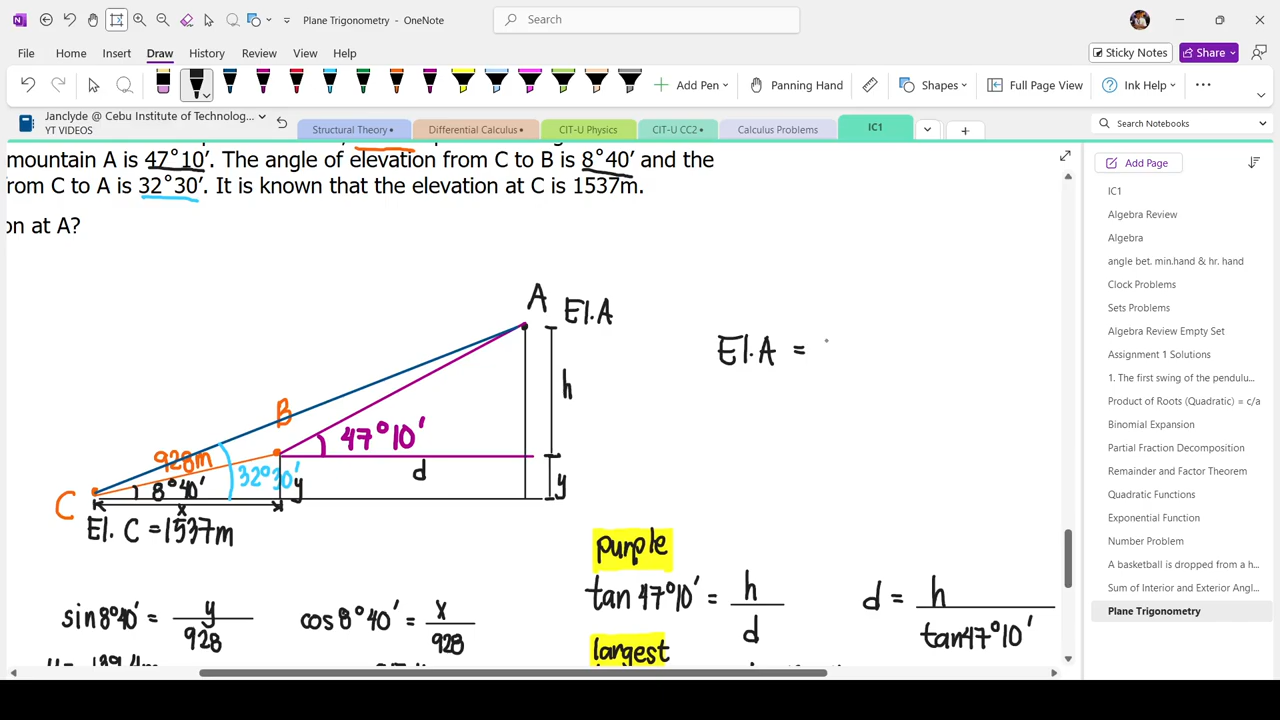 Plane Trigonometry - OneNote
Search
File Home Insert Draw History Review View Help
Sticky Notes
Share
Add Pen
Panning Hand
Shapes
Full Page View
Ink Help
Janclyde @ Cebu Institute of Technolog...
YT VIDEOS
Structural Theory
Differential Calculus
CIT-U Physics
CIT-U CC2
Calculus Problems
IC1
Search Notebooks
mountain A is 47°10'. The angle of elevation from C to B is 8°40' and the
rom C to A is 32°30'. It is known that the elevation at C is 1537m.
on at A?
A El.A
h
El.A =
B
47°10'
928m
32°30'
8°40'
y
d
y
C
x
El. C = 1537m
purple
tan 47°10' = h / d
d = h / tan47°10'
sin 8°40' = y / 928
cos 8°40' = x / 928
largest
Add Page
IC1
Algebra Review
Algebra
angle bet. min.hand & hr. hand
Clock Problems
Sets Problems
Algebra Review Empty Set
Assignment 1 Solutions
1. The first swing of the pendulu...
Product of Roots (Quadratic) = c/a
Binomial Expansion
Partial Fraction Decomposition
Remainder and Factor Theorem
Quadratic Functions
Exponential Function
Number Problem
A basketball is dropped from a h...
Sum of Interior and Exterior Angl...
Plane Trigonometry